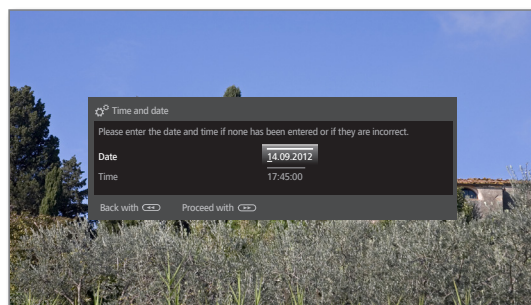 Time and date
Please enter the date and time if none has been entered or if they are incorrect.
Date 14.09.2012
Time 17:45:00
Back with Proceed with